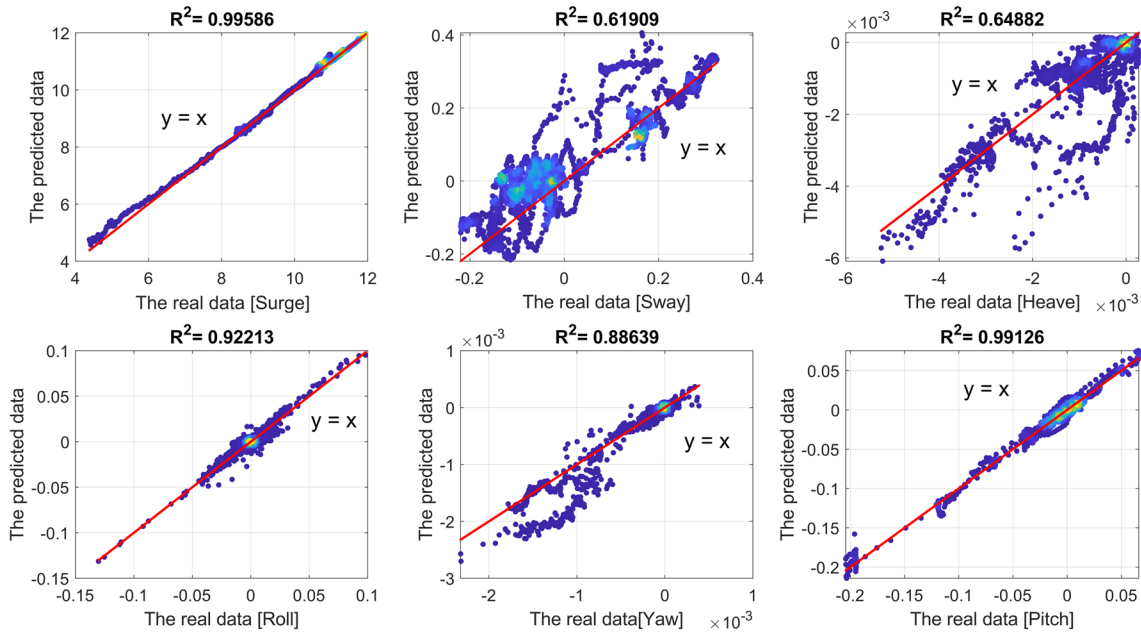 R²= 0.99586
12
10
8
6
4
The predicted data
y = x
4
6
8
10
12
The real data [Surge]
R²= 0.61909
0.4
0.2
0
-0.2
The predicted data
y = x
-0.2
0
0.2
0.4
The real data [Sway]
R²= 0.64882
×10⁻³
0
-2
-4
-6
The predicted data
y = x
-6
-4
-2
0
The real data [Heave]
×10⁻³
R²= 0.92213
0.1
0.05
0
-0.05
-0.1
-0.15
The predicted data
y = x
-0.15
-0.1
-0.05
0
0.05
0.1
The real data [Roll]
R²= 0.88639
×10⁻³
1
0
-1
-2
-3
The predicted data
y = x
-2
-1
0
The real data[Yaw]
×10⁻³
R²= 0.99126
0.05
0
-0.05
-0.1
-0.15
-0.2
The predicted data
y = x
-0.2
-0.15
-0.1
-0.05
0
0.05
The real data [Pitch]